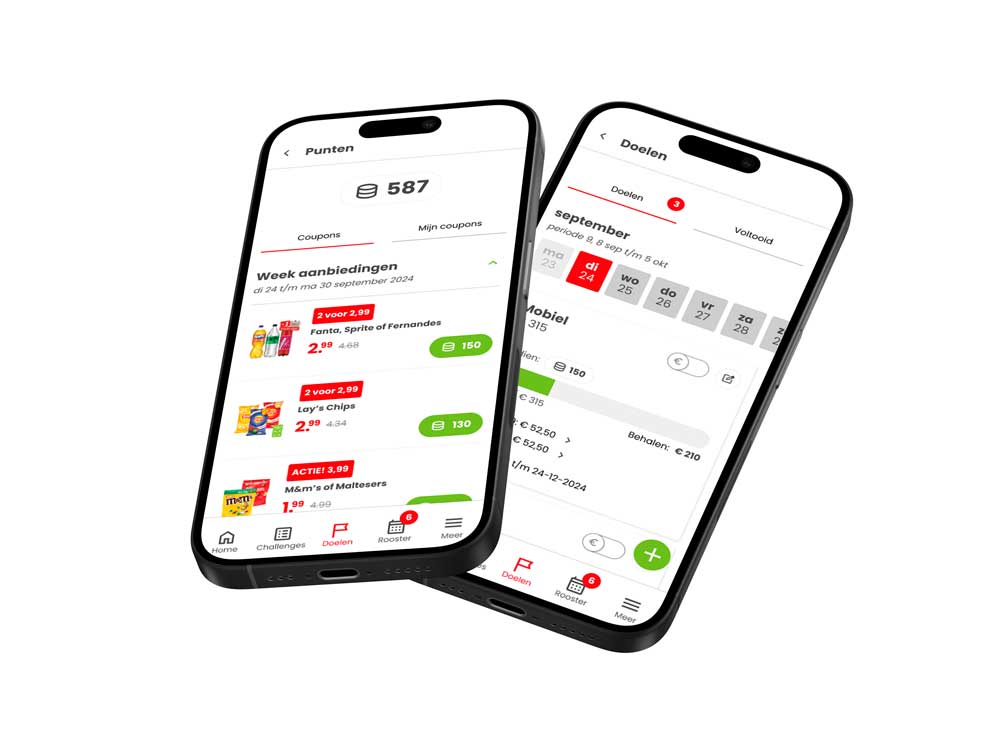 Punten
587
Coupons
Mijn coupons
Week aanbiedingen
di 24 t/m ma 30 september 2024
2 voor 2,99
Fanta, Sprite of Fernandes
2.99 4.68
150
2 voor 2,99
Lay's Chips
2.99 4.34
130
ACTIE! 3,99
M&m's of Maltesers
1.99 4.99
m&m's
Home
Challenges
Doelen
6
Rooster
Meer
Doelen
Doelen 3
Voltooid
september
periode 9, 8 sep t/m 5 okt
ma 23
di 24
wo 25
do 26
vr 27
za 28
Mobiel
315
€
150
€ 315
Behalen: € 210
€ 52,50
€ 52,50
t/m 24-12-2024
€
Doelen
6
Rooster
Meer